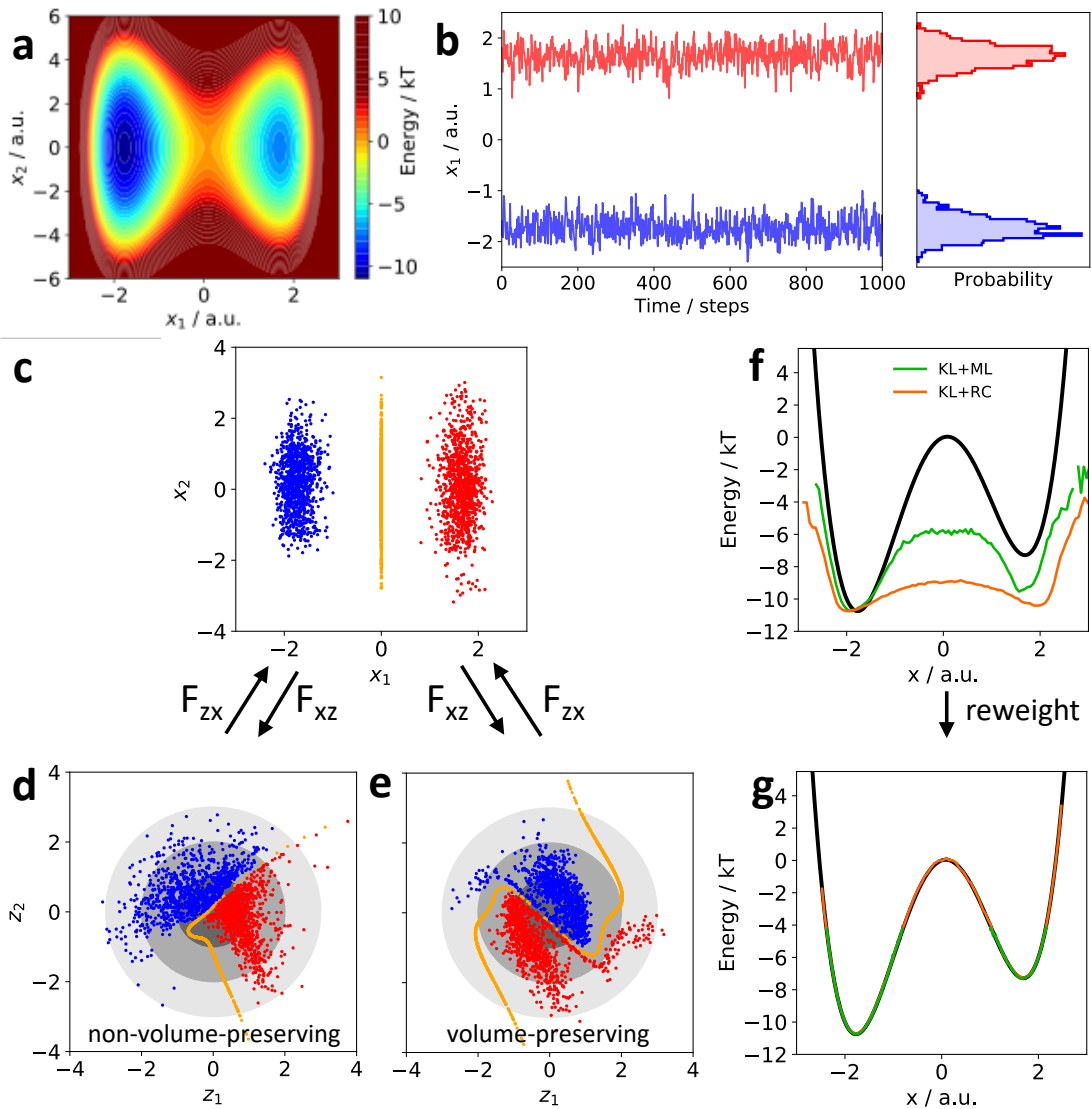 a
6
4
2
0
−2
−4
−6
x2 / a.u.
−2 0 2
x1 / a.u.
10
5
0
−5
−10
Energy / kT
b
2
1
0
−1
−2
x1 / a.u.
0 200 400 600 800 1000
Time / steps
Probability
c
4
2
0
−2
−4
x2
−2 0 2
x1
Fzx
Fxz
Fxz
Fzx
f
KL+ML
KL+RC
4
2
0
−2
−4
−6
−8
−10
−12
Energy / kT
−2 0 2
x / a.u.
reweight
d
4
2
0
−2
−4
z2
non-volume-preserving
−4 −2 0 2 4
z1
e
4
2
0
−2
−4
volume-preserving
−4 −2 0 2 4
z1
g
4
2
0
−2
−4
−6
−8
−10
−12
Energy / kT
−2 0 2
x / a.u.